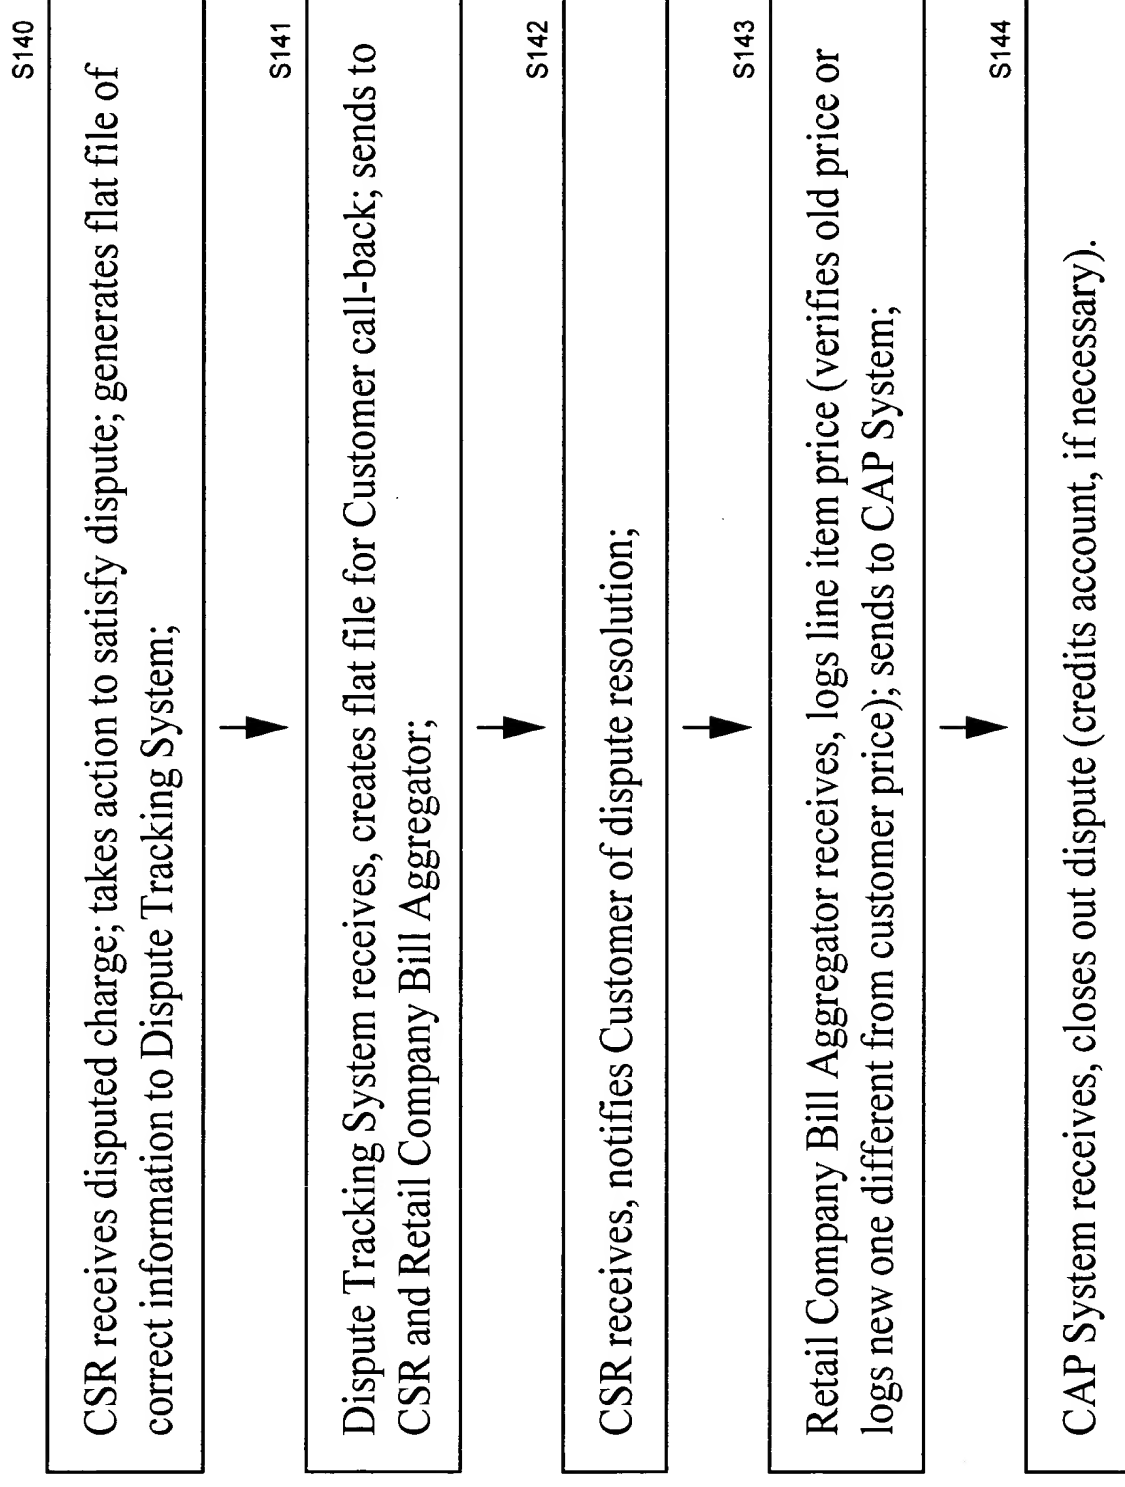 S140
CSR receives disputed charge; takes action to satisfy dispute; generates flat file of
correct information to Dispute Tracking System;
S141
Dispute Tracking System receives, creates flat file for Customer call-back; sends to
CSR and Retail Company Bill Aggregator;
S142
CSR receives, notifies Customer of dispute resolution;
S143
Retail Company Bill Aggregator receives, logs line item price (verifies old price or
logs new one different from customer price); sends to CAP System;
S144
CAP System receives, closes out dispute (credits account, if necessary).